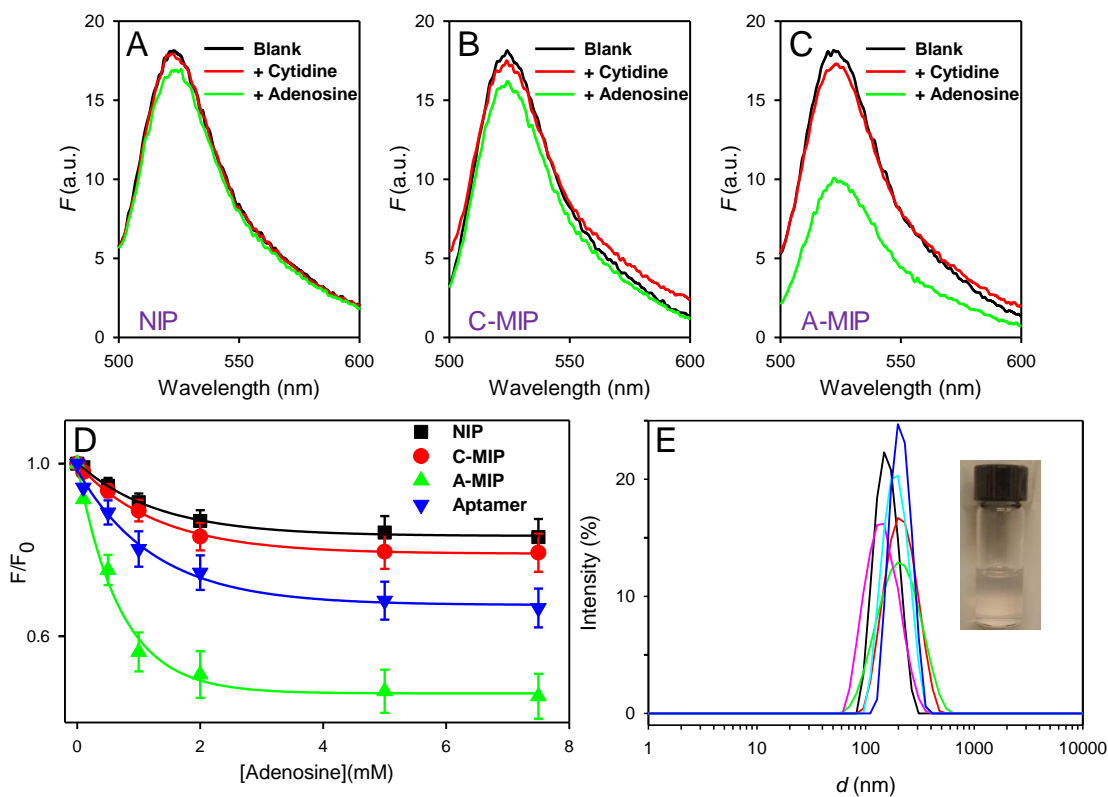 A
Blank
+ Cytidine
+ Adenosine
20
15
10
5
0
F (a.u.)
NIP
500 550 600
Wavelength (nm)
B
Blank
+ Cytidine
+ Adenosine
20
15
10
5
0
F (a.u.)
C-MIP
500 550 600
Wavelength (nm)
C
Blank
+ Cytidine
+ Adenosine
20
15
10
5
0
F (a.u.)
A-MIP
500 550 600
Wavelength (nm)
D
NIP
C-MIP
A-MIP
Aptamer
1.0
0.6
F/F0
0 2 4 6 8
[Adenosine](mM)
E
20
10
0
Intensity (%)
1 10 100 1000 10000
d (nm)